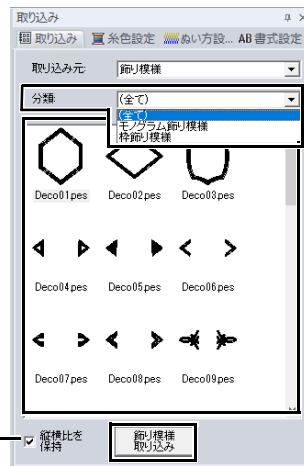 取り込み
取り込み 糸色設定 ぬい方設... AB 書式設定
取り込み元: 飾り模様
分類: (全て)
(全て)
モノグラム飾り模様
枠飾り模様
Deco01.pes Deco02.pes Deco03.pes
Deco04.pes Deco05.pes Deco06.pes
Deco07.pes Deco08.pes Deco09.pes
縦横比を
保持
飾り模様
取り込み